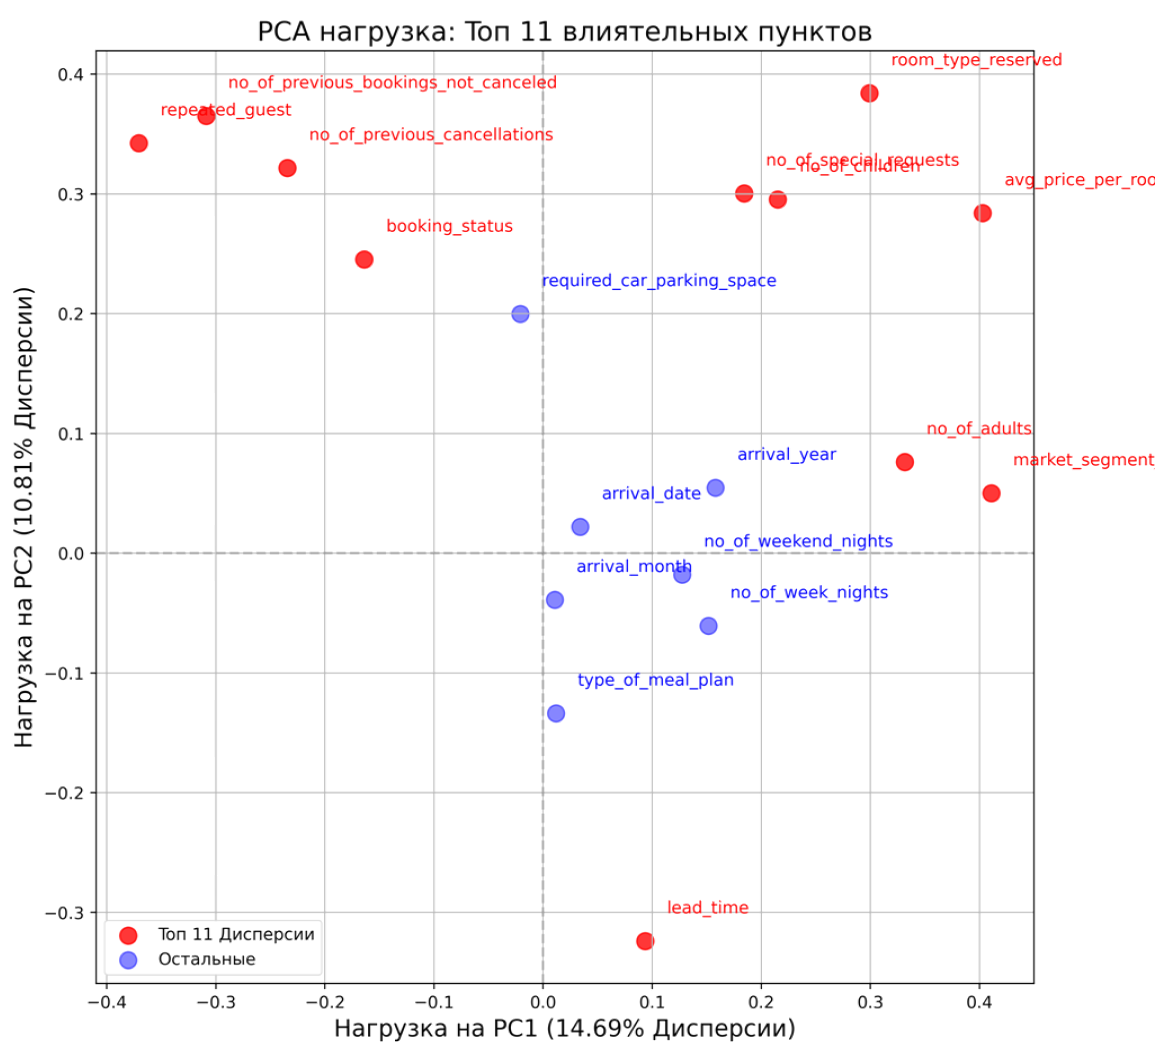 PCA нагрузка: Топ 11 влиятельных пунктов
room_type_reserved
no_of_previous_bookings_not_canceled
repeated_guest
no_of_previous_cancellations
no_of_special_requests
no_of_children
avg_price_per_roo
booking_status
required_car_parking_space
no_of_adults
market_segment_
arrival_year
arrival_date
no_of_weekend_nights
arrival_month
no_of_week_nights
type_of_meal_plan
lead_time
0.4
0.3
0.2
0.1
0.0
−0.1
−0.2
−0.3
Нагрузка на PC2 (10.81% Дисперсии)
Топ 11 Дисперсии
Остальные
−0.4
−0.3
−0.2
−0.1
0.0
0.1
0.2
0.3
0.4
Нагрузка на PC1 (14.69% Дисперсии)